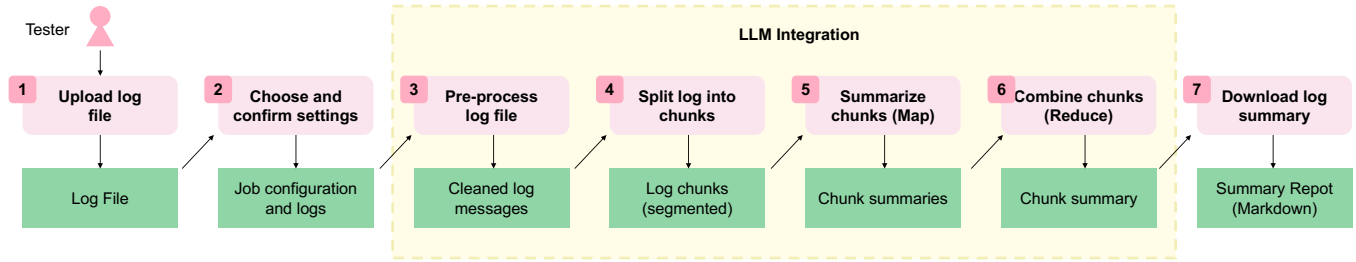 Tester
LLM Integration
1
Upload log
file
2
Choose and
confirm settings
3
Pre-process
log file
4
Split log into
chunks
5
Summarize
chunks (Map)
6
Combine chunks
(Reduce)
7
Download log
summary
Log File
Job configuration
and logs
Cleaned log
messages
Log chunks
(segmented)
Chunk summaries
Chunk summary
Summary Repot
(Markdown)